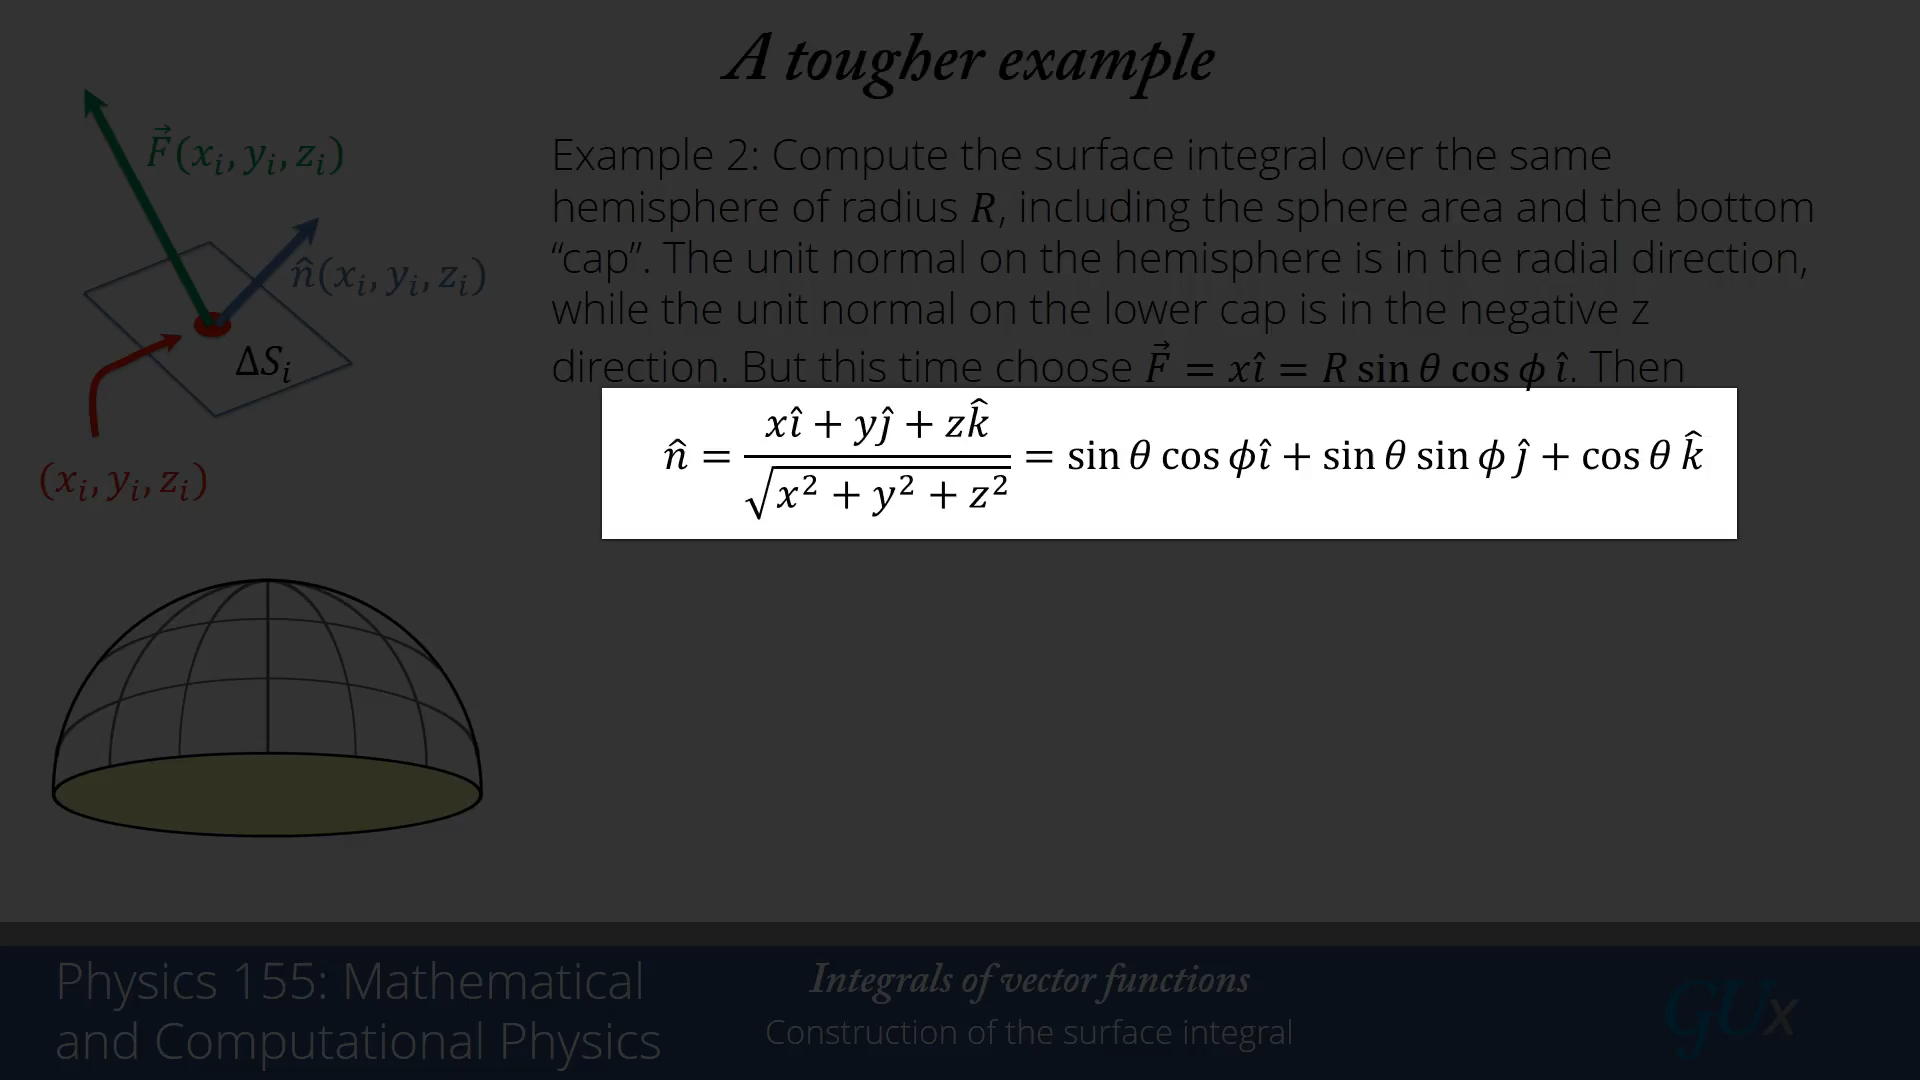 A tougher example
F⃗(xᵢ, yᵢ, zᵢ)
n̂(xᵢ, yᵢ, zᵢ)
ΔSᵢ
(xᵢ, yᵢ, zᵢ)
Example 2: Compute the surface integral over the same
hemisphere of radius R, including the sphere area and the bottom
“cap”. The unit normal on the hemisphere is in the radial direction,
while the unit normal on the lower cap is in the negative z
direction. But this time choose F⃗ = xî = R sin θ cos ϕ î. Then
n̂ = (xî + yĵ + zk̂) / √(x² + y² + z²) = sin θ cos ϕî + sin θ sin ϕ ĵ + cos θ k̂
Physics 155: Mathematical
and Computational Physics
Integrals of vector functions
Construction of the surface integral
GUx